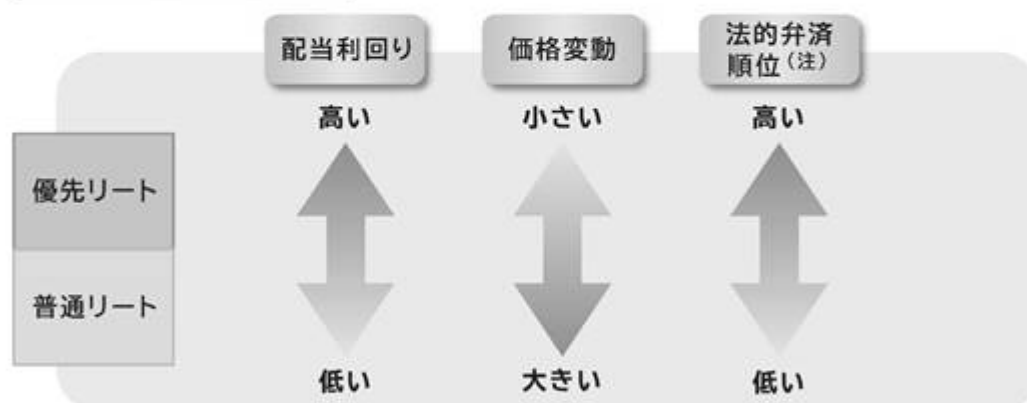 配当利回り
価格変動
法的弁済
順位(注)
高い
小さい
高い
優先リート
普通リート
低い
大きい
低い